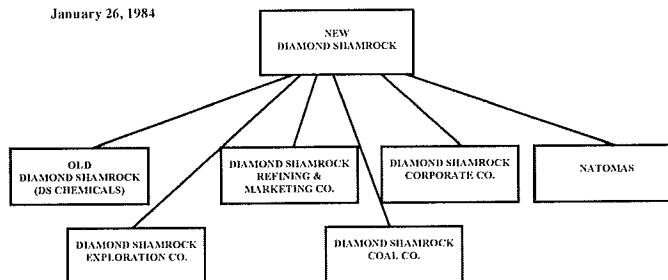 January 26, 1984
NEW
DIAMOND SHAMROCK
OLD
DIAMOND SHAMROCK
(DS CHEMICALS)
DIAMOND SHAMROCK
REFINING &
MARKETING CO.
DIAMOND SHAMROCK
CORPORATE CO.
NATOMAS
DIAMOND SHAMROCK
EXPLORATION CO.
DIAMOND SHAMROCK
COAL CO.